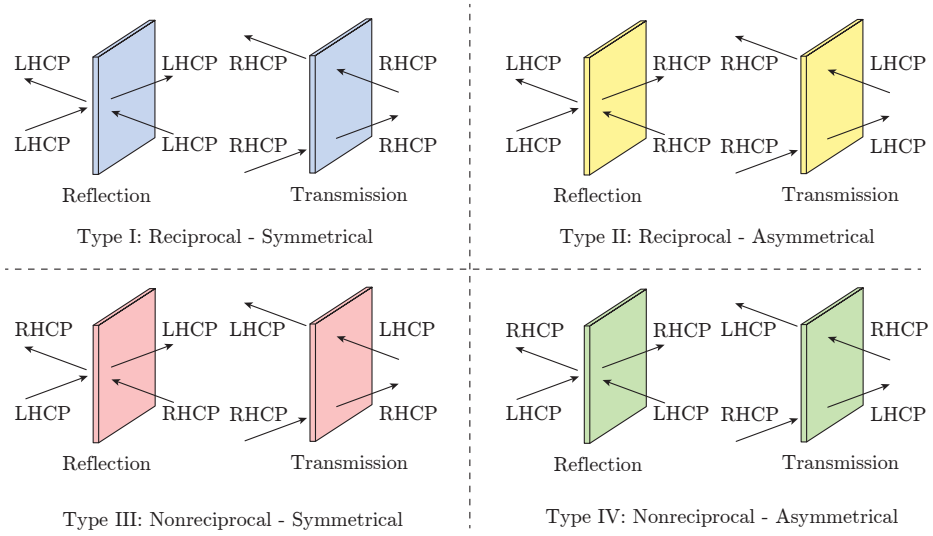 LHCP LHCP RHCP RHCP
LHCP LHCP RHCP RHCP
Reflection Transmission
Type I: Reciprocal - Symmetrical
LHCP RHCP RHCP LHCP
LHCP RHCP RHCP LHCP
Reflection Transmission
Type II: Reciprocal - Asymmetrical
RHCP LHCP LHCP LHCP
LHCP RHCP RHCP RHCP
Reflection Transmission
Type III: Nonreciprocal - Symmetrical
RHCP RHCP LHCP RHCP
LHCP LHCP RHCP LHCP
Reflection Transmission
Type IV: Nonreciprocal - Asymmetrical